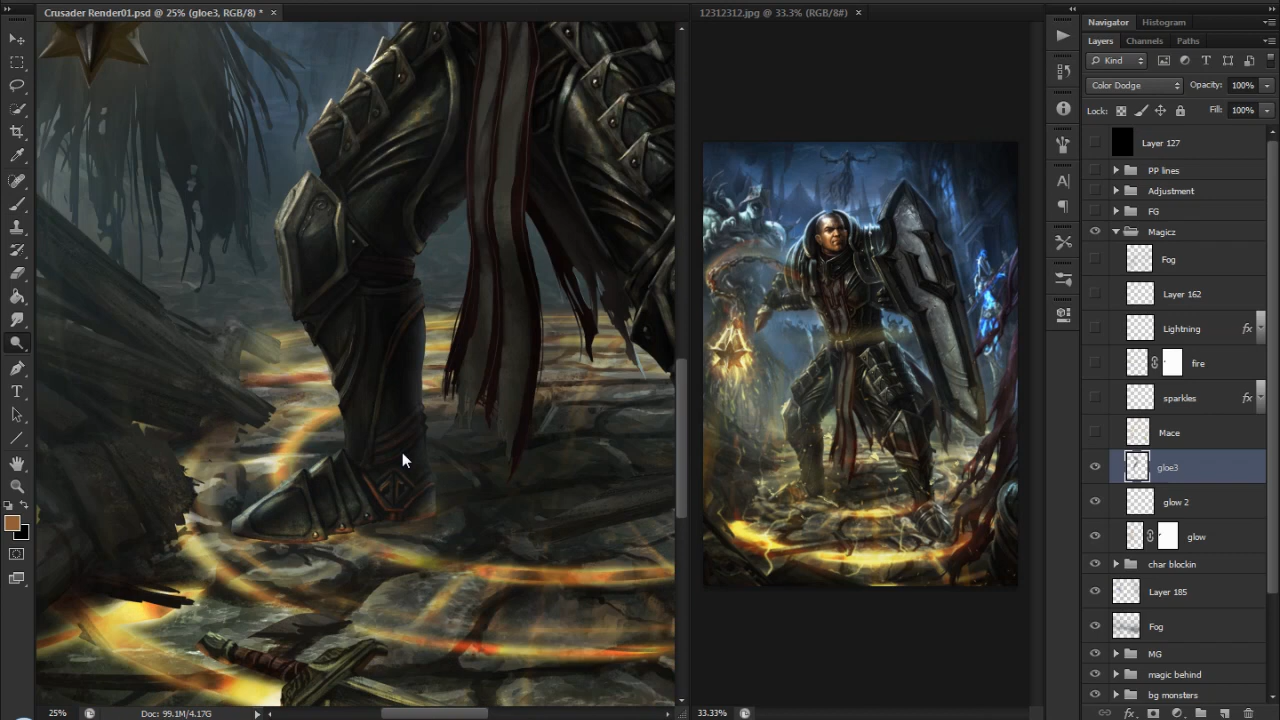 Crusader Render01.psd @ 25% (gloe3, RGB/8) * ×
12312312.jpg @ 33.3% (RGB/8#) ×
Navigator Histogram
Layers Channels Paths
Kind
Color Dodge Opacity: 100%
Lock: Fill: 100%
Layer 127
PP lines
Adjustment
FG
Magicz
Fog
Layer 162
Lightning fx
fire
sparkles fx
Mace
gloe3
glow 2
glow
char blockin
Layer 185
Fog
MG
magic behind
bg monsters
25% Doc: 99.1M/4.17G
33.33%
fx